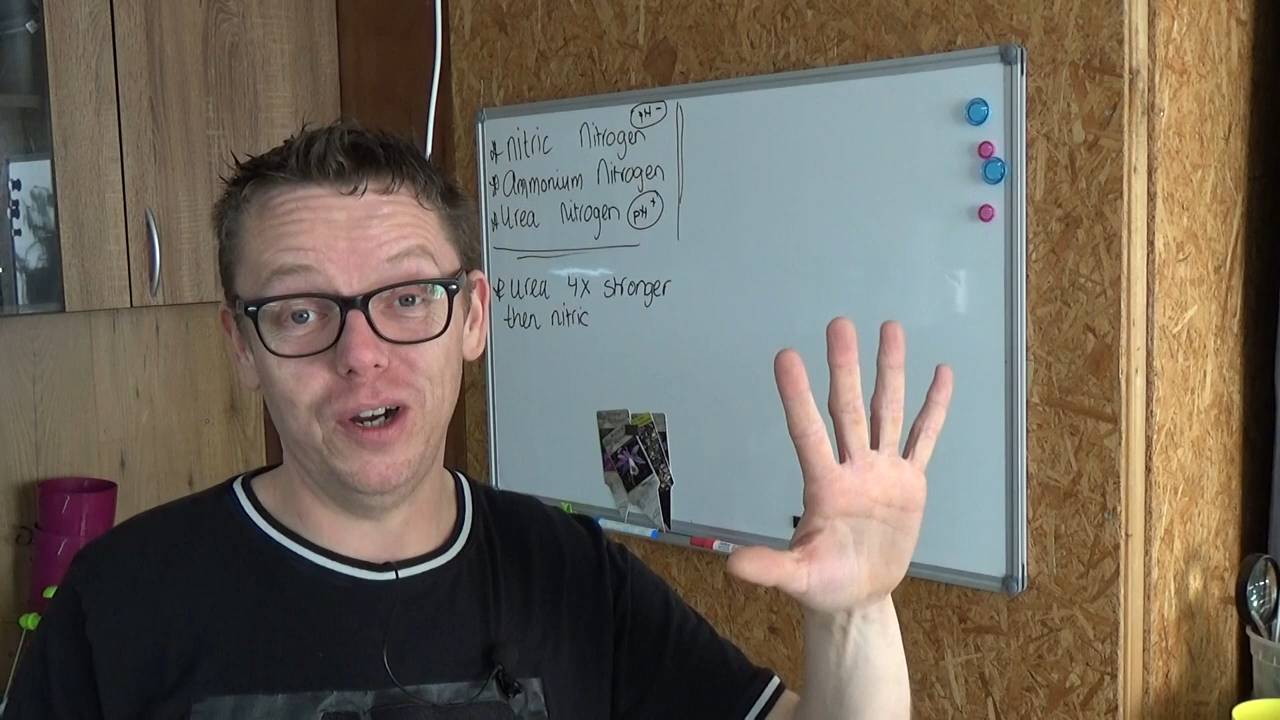 pH-
* nitric Nitrogen
* Ammonium Nitrogen
* Urea Nitrogen pH+
* urea 4x stronger
then nitric